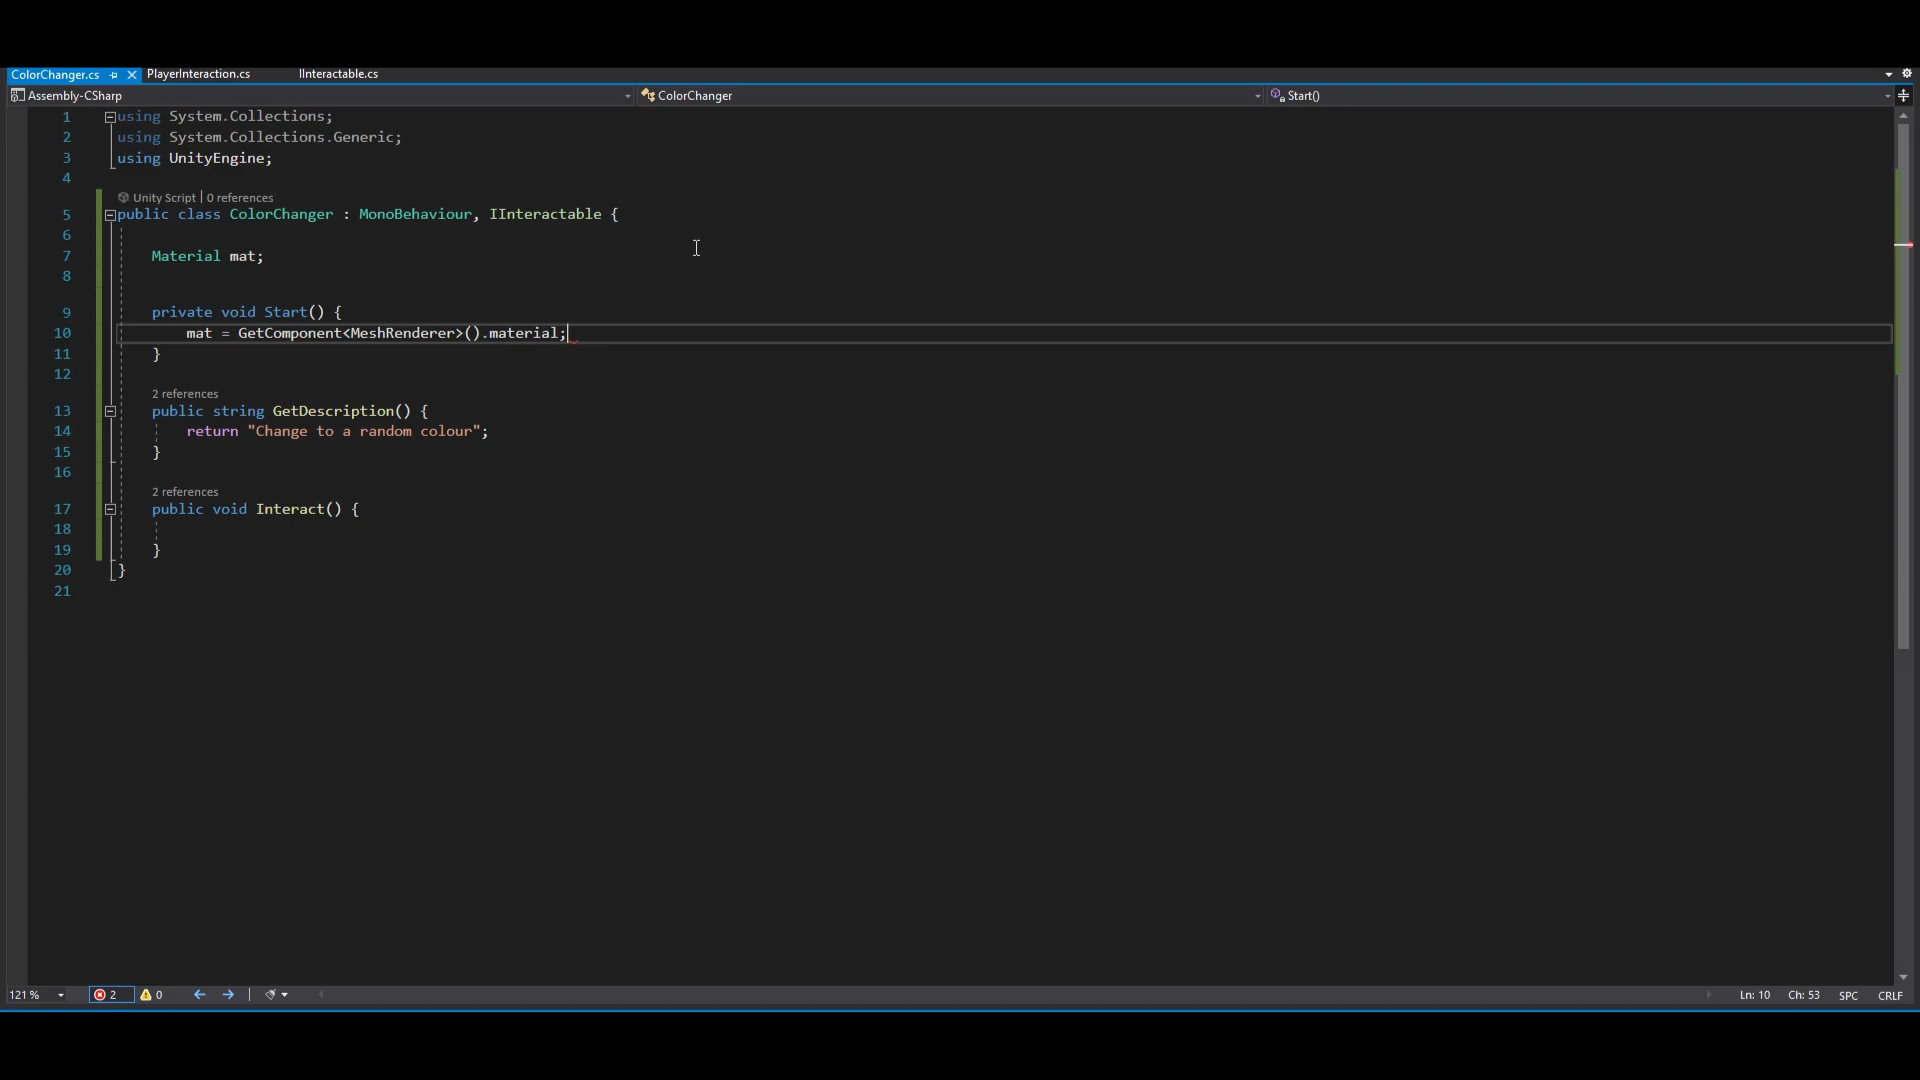 ColorChanger.cs PlayerInteraction.cs IInteractable.cs
Assembly-CSharp ColorChanger Start()
1 using System.Collections;
2 using System.Collections.Generic;
3 using UnityEngine;
4
Unity Script | 0 references
5 public class ColorChanger : MonoBehaviour, IInteractable {
6
7 Material mat;
8
9 private void Start() {
10 mat = GetComponent<MeshRenderer>().material;
11 }
12
2 references
13 public string GetDescription() {
14 return "Change to a random colour";
15 }
16
2 references
17 public void Interact() {
18
19 }
20 }
21
121 % 2 0 Ln: 10 Ch: 53 SPC CRLF